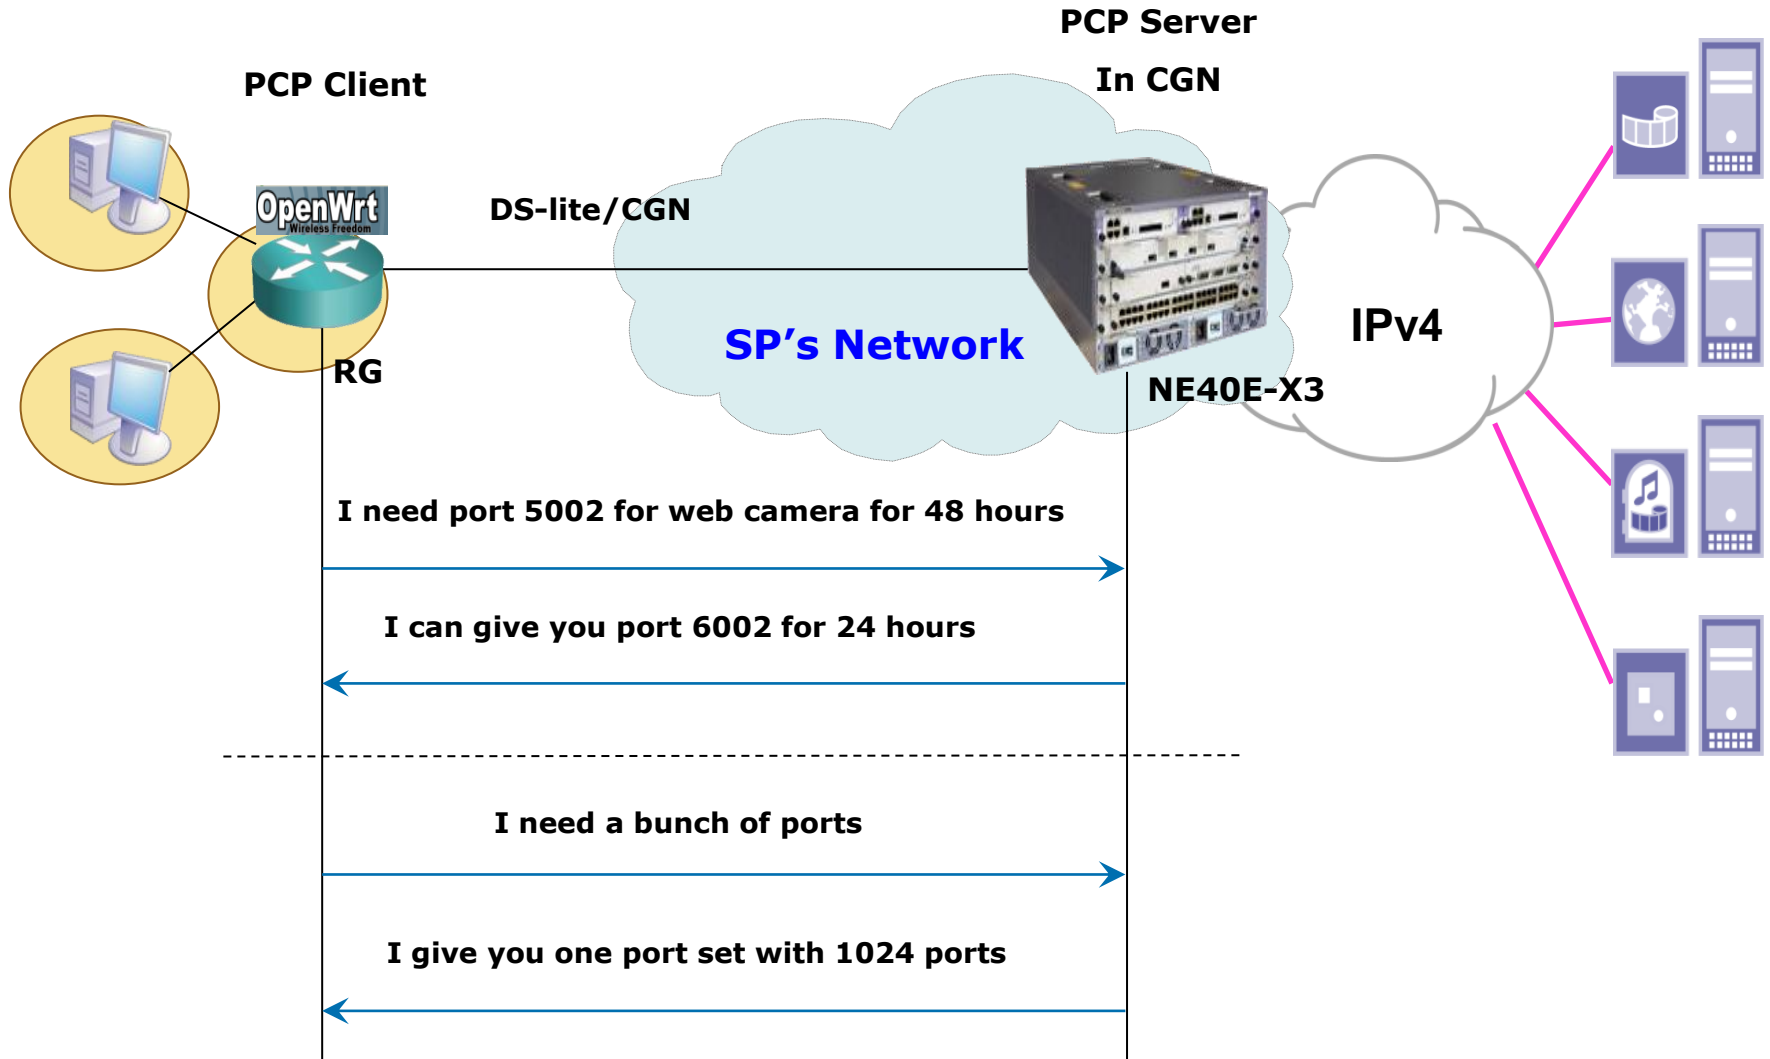 PCP Server
In CGN
PCP Client
OpenWrt
Wireless Freedom
DS-lite/CGN
SP’s Network
IPv4
RG
NE40E-X3
I need port 5002 for web camera for 48 hours
I can give you port 6002 for 24 hours
I need a bunch of ports
I give you one port set with 1024 ports